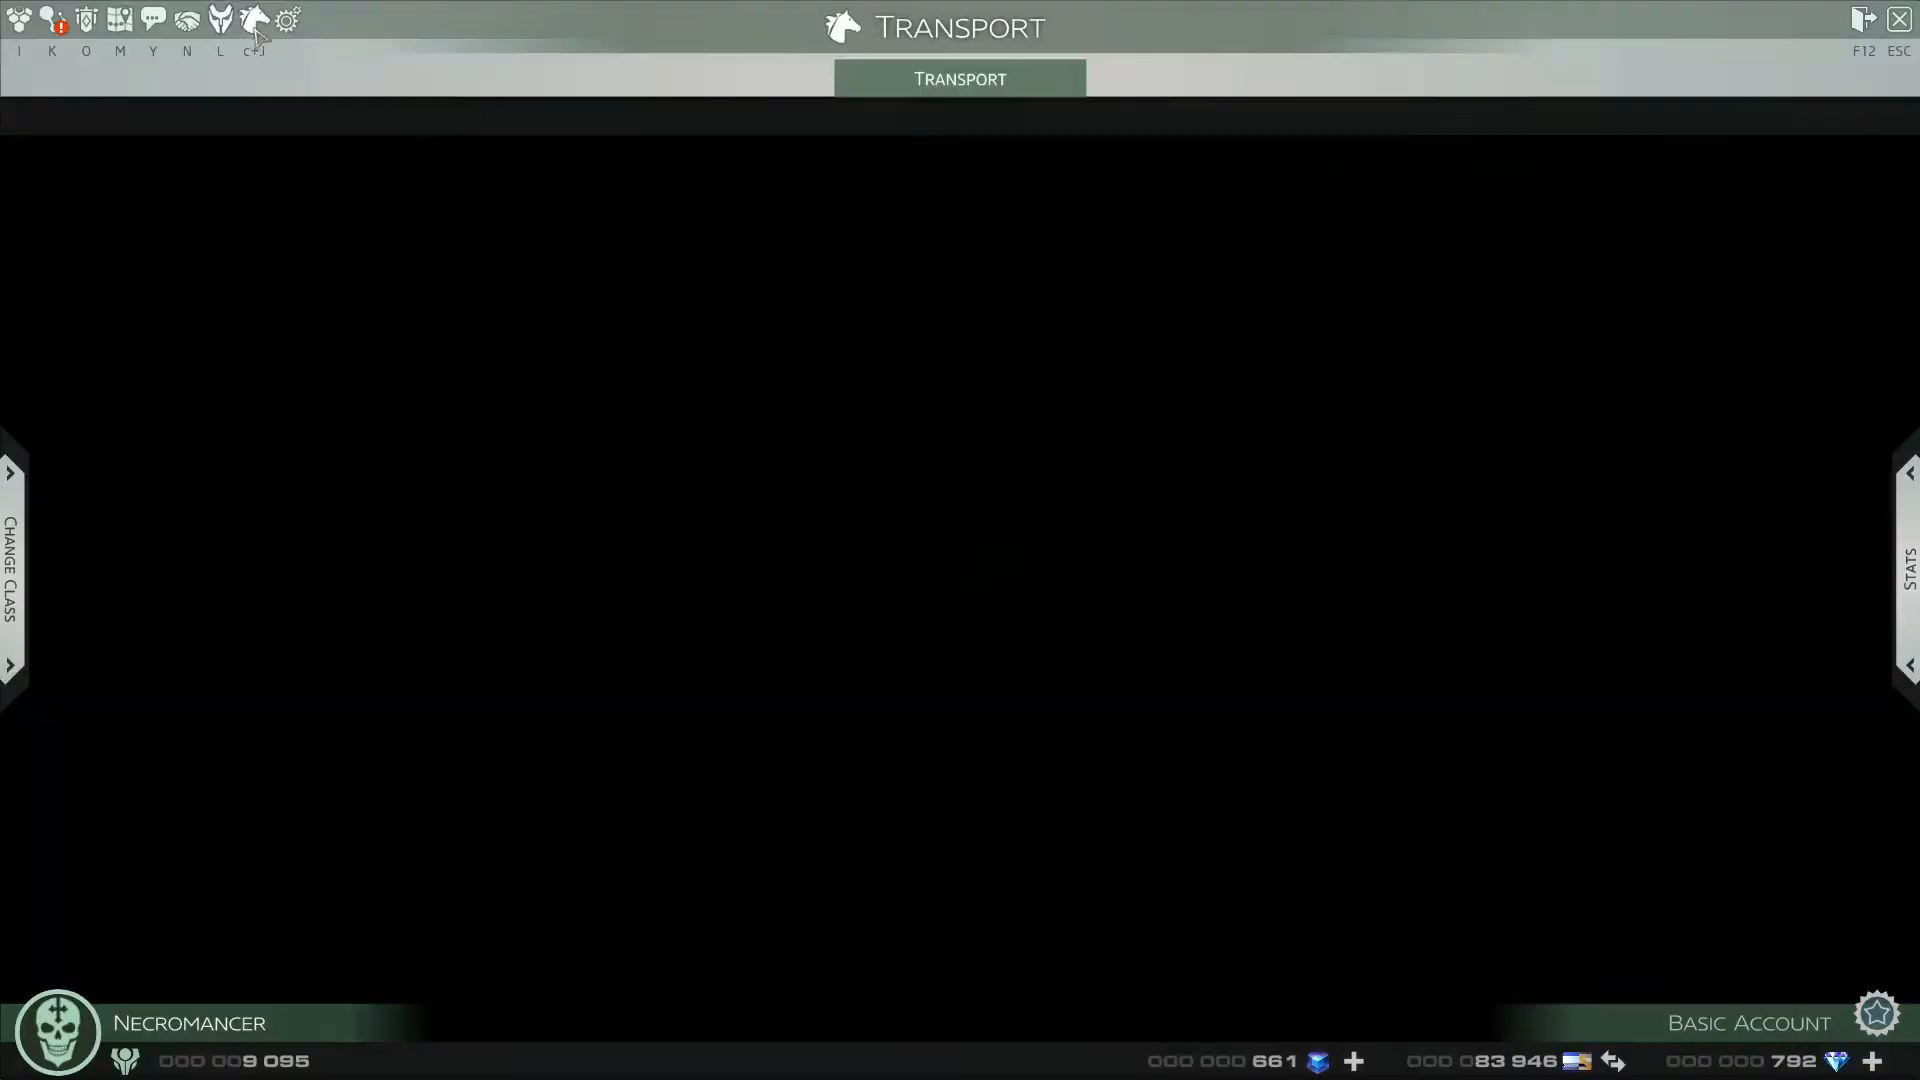 TRANSPORT
I K O M Y N L C+J
F12 ESC
TRANSPORT
CHANGE CLASS
STATS
NECROMANCER
BASIC ACCOUNT
000 009 095
000 000 661
000 083 946
000 000 792